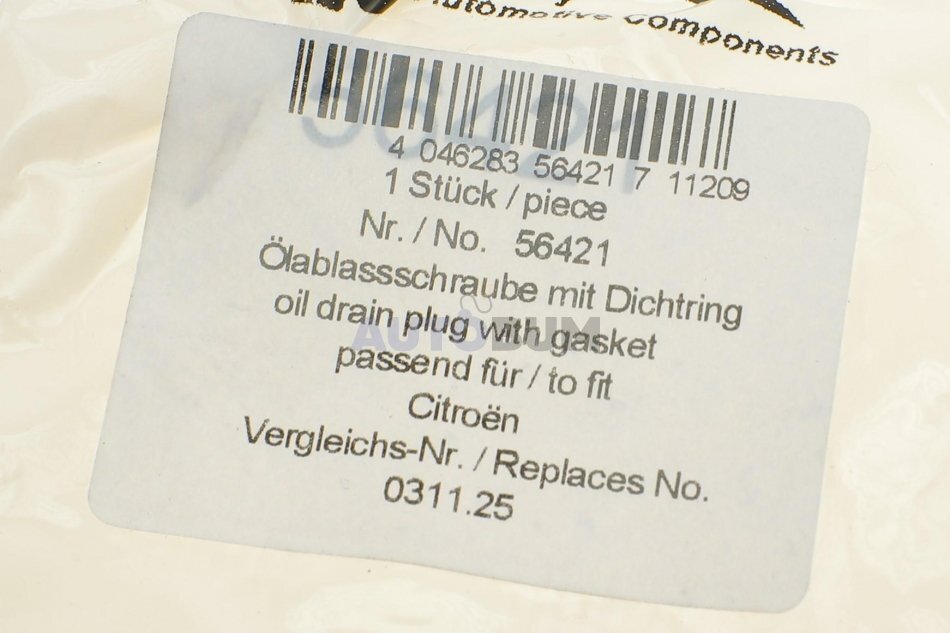 automotive components
4 046283 56421 7 11209
1 Stück / piece
Nr. / No. 56421
Ölablassschraube mit Dichtring
oil drain plug with gasket
AUTODUM
passend für / to fit
Citroën
Vergleichs-Nr. / Replaces No.
0311.25